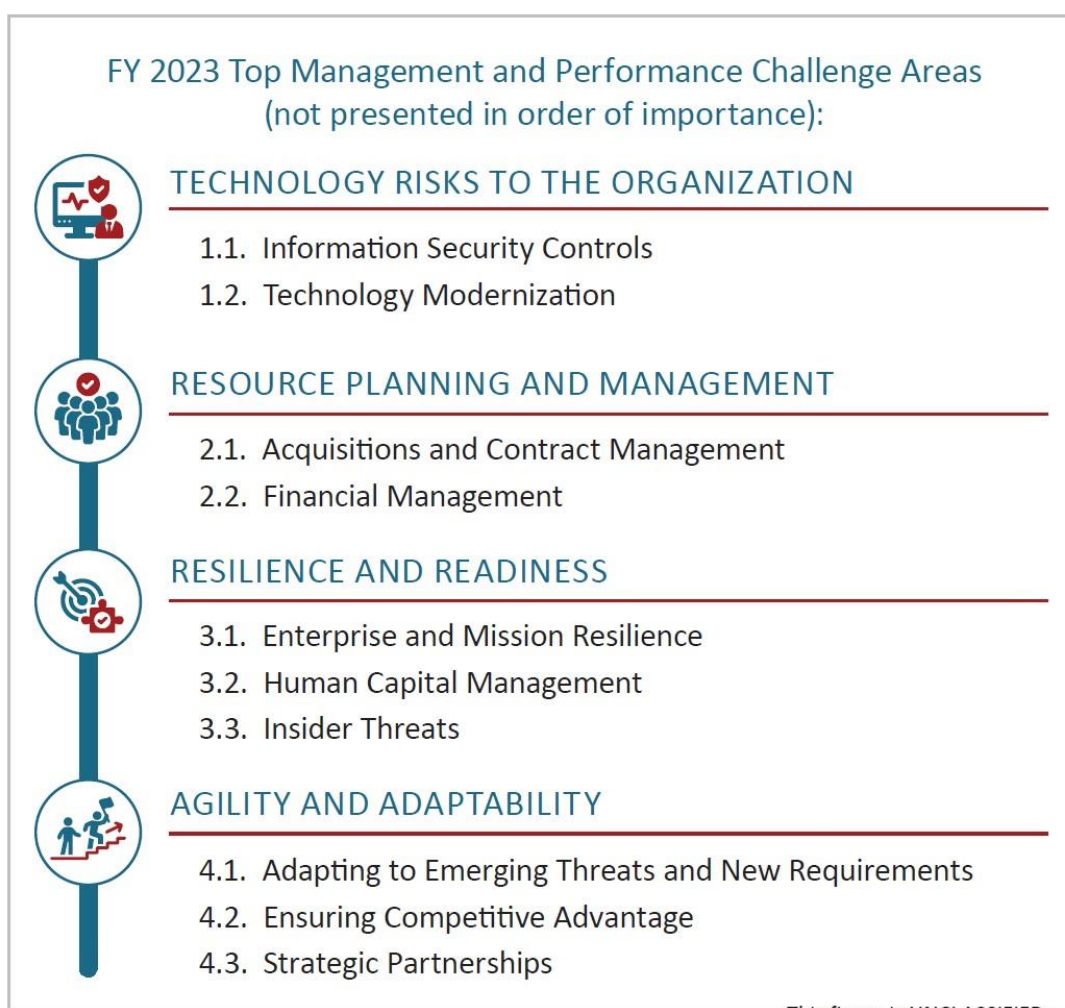 FY 2023 Top Management and Performance Challenge Areas
(not presented in order of importance):
TECHNOLOGY RISKS TO THE ORGANIZATION
1.1. Information Security Controls
1.2. Technology Modernization
RESOURCE PLANNING AND MANAGEMENT
2.1. Acquisitions and Contract Management
2.2. Financial Management
RESILIENCE AND READINESS
3.1. Enterprise and Mission Resilience
3.2. Human Capital Management
3.3. Insider Threats
AGILITY AND ADAPTABILITY
4.1. Adapting to Emerging Threats and New Requirements
4.2. Ensuring Competitive Advantage
4.3. Strategic Partnerships